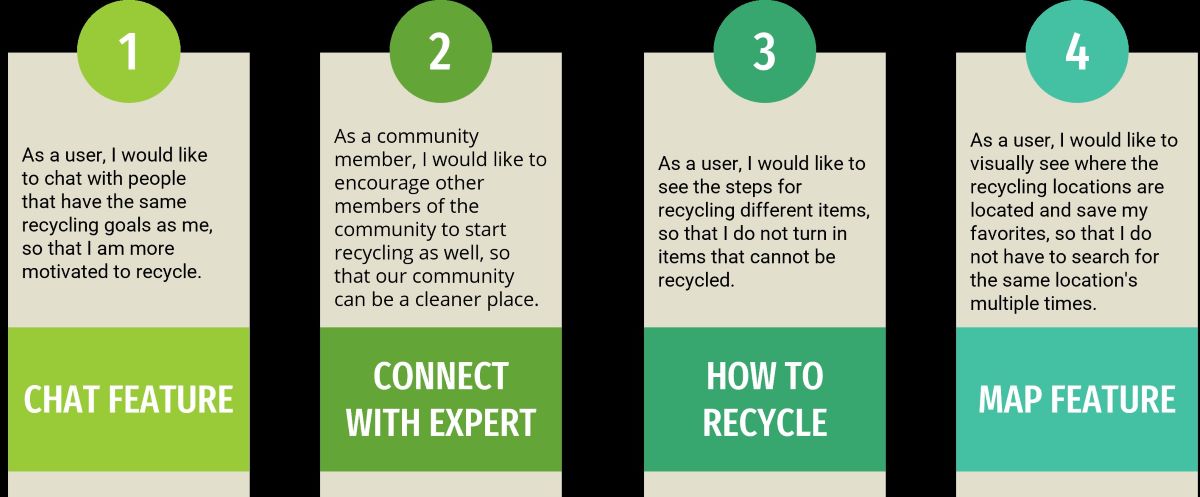 1
As a user, I would like
to chat with people
that have the same
recycling goals as me,
so that I am more
motivated to recycle.
CHAT FEATURE
2
As a community
member, I would like to
encourage other
members of the
community to start
recycling as well, so
that our community
can be a cleaner place.
CONNECT
WITH EXPERT
3
As a user, I would like to
see the steps for
recycling different items,
so that I do not turn in
items that cannot be
recycled.
HOW TO
RECYCLE
4
As a user, I would like to
visually see where the
recycling locations are
located and save my
favorites, so that I do
not have to search for
the same location's
multiple times.
MAP FEATURE